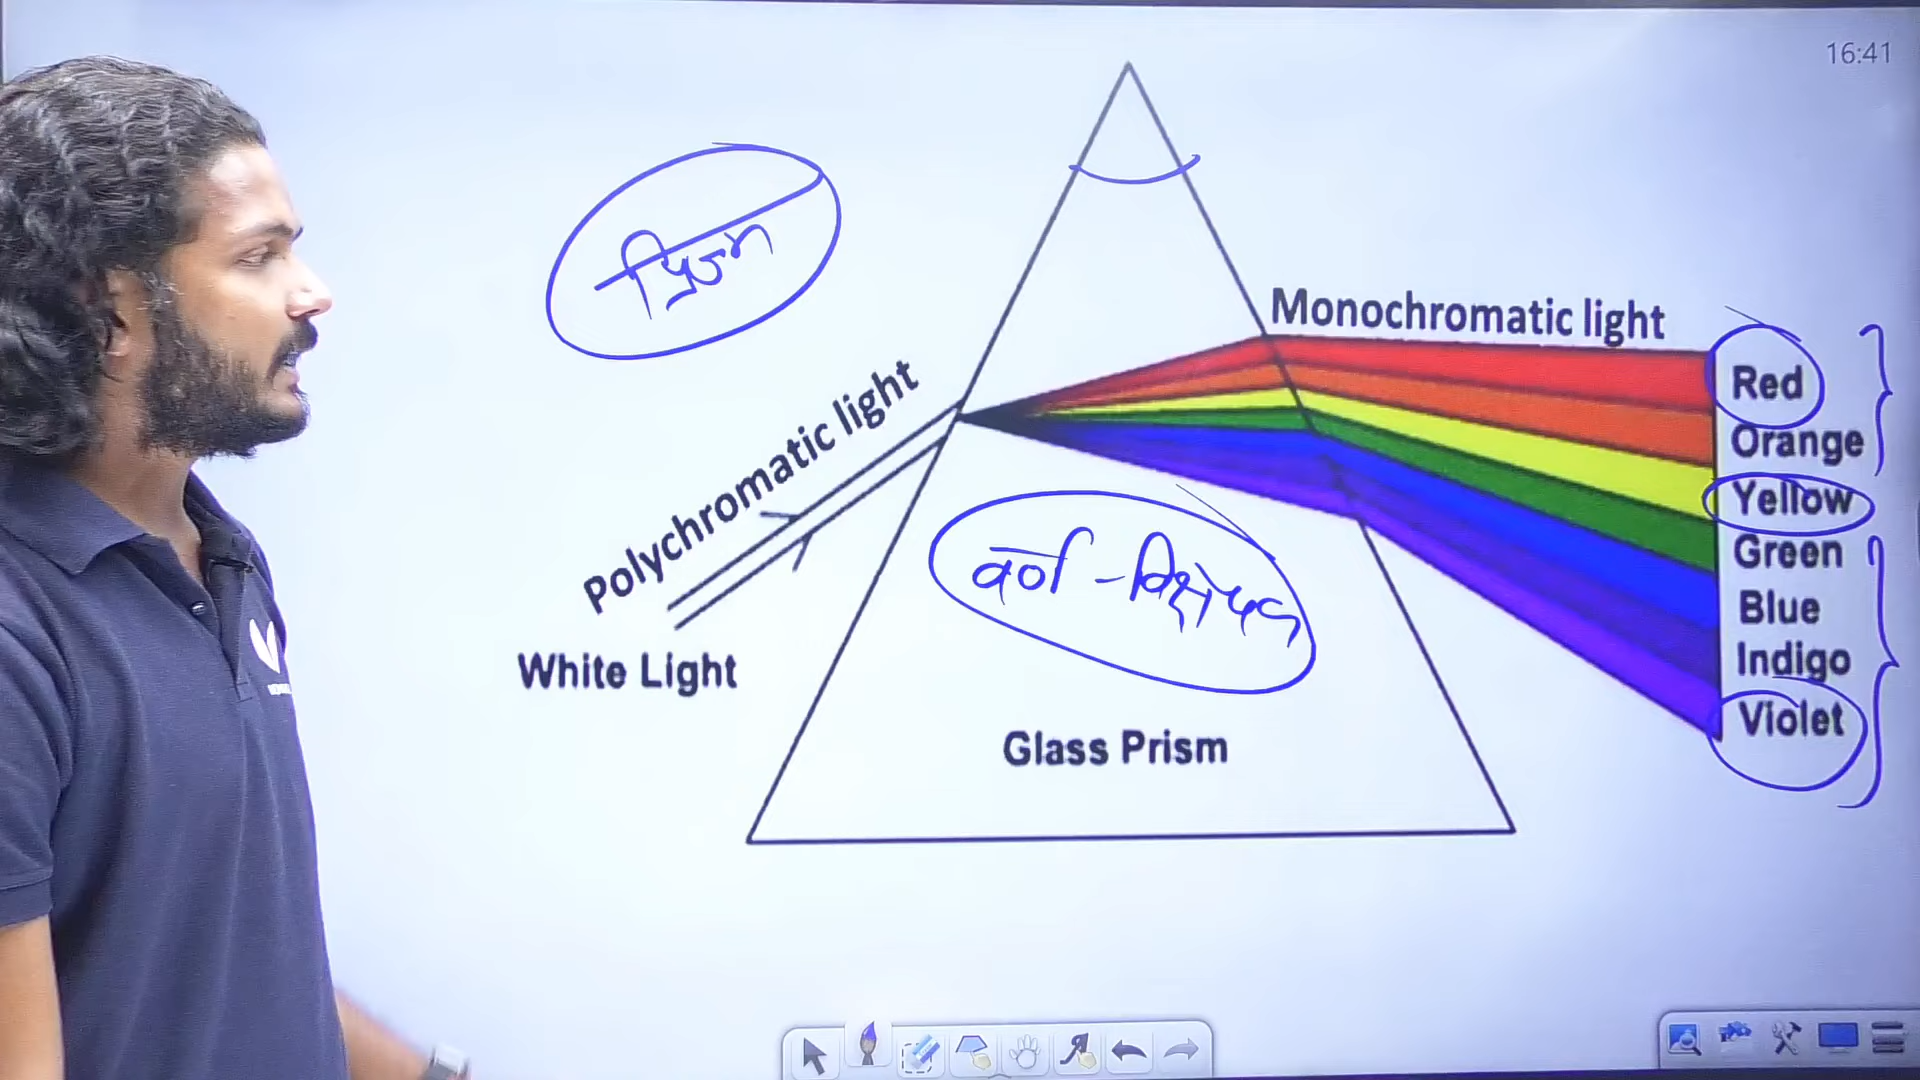 16:41
प्रिज्म
Monochromatic light
Polychromatic light
Red
Orange
Yellow
Green
Blue
Indigo
Violet
वर्ण - विक्षेपण
White Light
Glass Prism